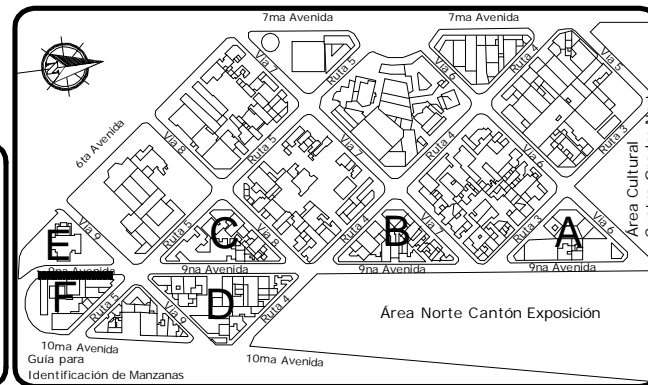 7ma Avenida
7ma Avenida
Vía 7
Ruta 5
Vía 6
Ruta 4
Vía 5
6ta Avenida
Vía 8
Ruta 5
Vía 7
Ruta 4
Vía 6
Ruta 3
Área Cultural
N
Vía 9
Ruta 5
C
Vía 8
Ruta 4
B
Vía 7
Ruta 3
A
Vía 6
E
9na Avenida
9na Avenida
9na Avenida
9na Avenida
F
Ruta 5
Vía 9
D
Ruta 4
Área Norte Cantón Exposición
10ma Avenida
10ma Avenida
Guía para
Identificación de Manzanas